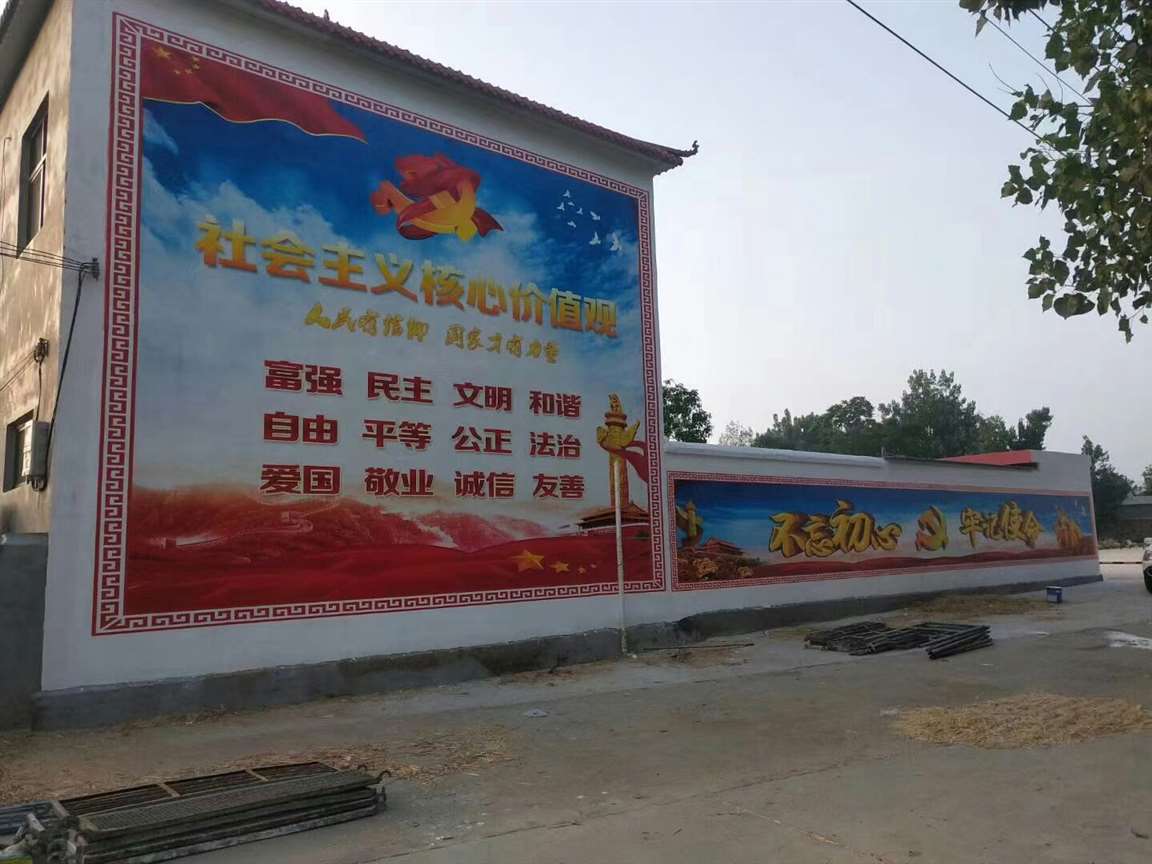 社会主义核心价值观
人民有信仰 国家才有力量
富强 民主 文明 和谐
自由 平等 公正 法治
爱国 敬业 诚信 友善
不忘初心 牢记使命